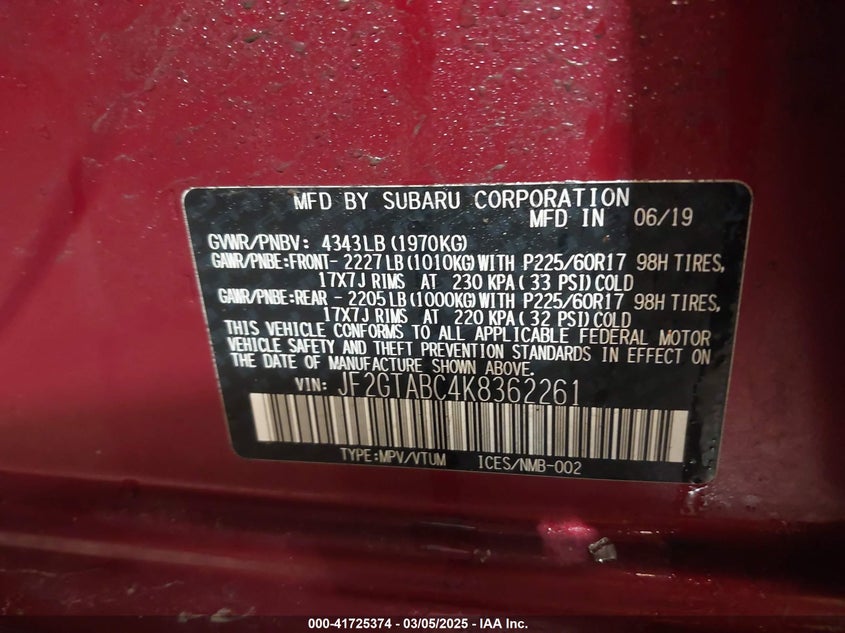 MFD BY SUBARU CORPORATION
MFD IN 06/19
GVWR/PNBV: 4343LB(1970KG)
GAWR/PNBE:FRONT- 2227LB(1010KG)WITH P225/60R17 98H TIRES,
17X7J RIMS AT 230 KPA( 33 PSI)COLD
GAWR/PNBE:REAR - 2205LB(1000KG)WITH P225/60R17 98H TIRES,
17X7J RIMS AT 220 KPA( 32 PSI)COLD
THIS VEHICLE CONFORMS TO ALL APPLICABLE FEDERAL MOTOR
VEHICLE SAFETY AND THEFT PREVENTION STANDARDS IN EFFECT ON
THE DATE OF MANUFACTURE SHOWN ABOVE.
VIN: JF2GTABC4K8362261
TYPE:MPV/VTUM ICES/NMB-002
000-41725374 - 03/05/2025 - IAA Inc.